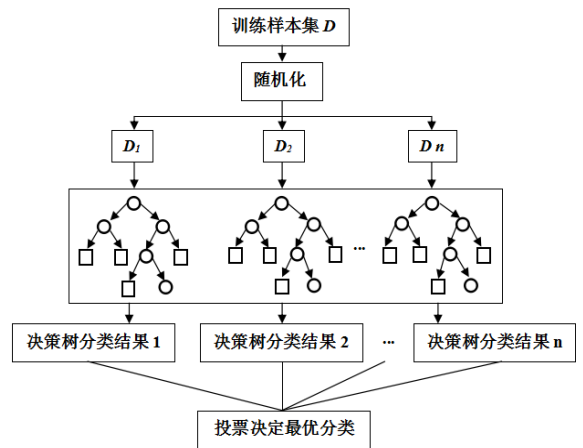 训练样本集 D
随机化
D1 D2 D n
...
决策树分类结果 1 决策树分类结果 2 ... 决策树分类结果 n
投票决定最优分类